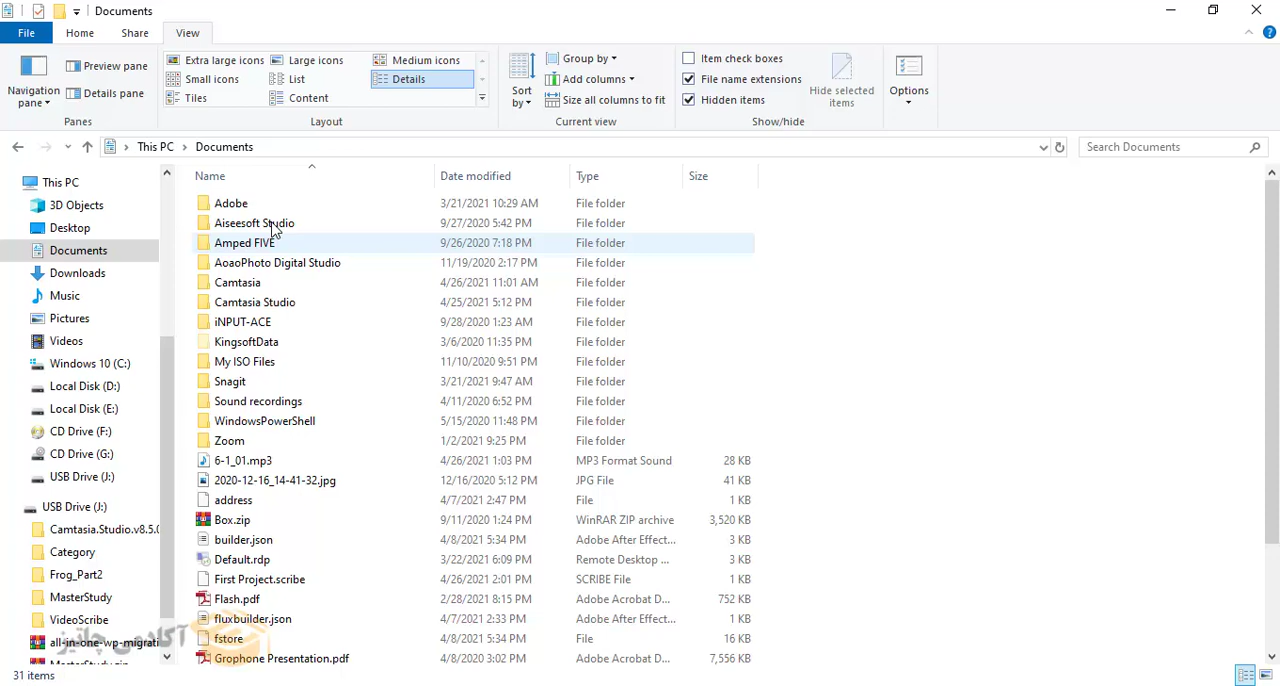 Documents
File Home Share View
Navigation pane
Preview pane
Details pane
Panes
Extra large icons Large icons Medium icons
Small icons List Details
Tiles Content
Layout
Sort by
Group by
Add columns
Size all columns to fit
Current view
Item check boxes
File name extensions
Hidden items
Hide selected items
Show/hide
Options
This PC > Documents
Search Documents
This PC
3D Objects
Desktop
Documents
Downloads
Music
Pictures
Videos
Windows 10 (C:)
Local Disk (D:)
Local Disk (E:)
CD Drive (F:)
CD Drive (G:)
USB Drive (J:)
USB Drive (J:)
Camtasia.Studio.v8.5.0
Category
Frog_Part2
MasterStudy
VideoScribe
all-in-one-wp-migrati
MasterStudy.zip
Name Date modified Type Size
Adobe 3/21/2021 10:29 AM File folder
Aiseesoft Studio 9/27/2020 5:42 PM File folder
Amped FIVE 9/26/2020 7:18 PM File folder
AoaoPhoto Digital Studio 11/19/2020 2:17 PM File folder
Camtasia 4/26/2021 11:01 AM File folder
Camtasia Studio 4/25/2021 5:12 PM File folder
iNPUT-ACE 9/28/2020 1:23 AM File folder
KingsoftData 3/6/2020 11:35 PM File folder
My ISO Files 11/10/2020 9:51 PM File folder
Snagit 3/21/2021 9:47 AM File folder
Sound recordings 4/11/2020 6:52 PM File folder
WindowsPowerShell 5/15/2020 11:48 PM File folder
Zoom 1/2/2021 9:25 PM File folder
6-1_01.mp3 4/26/2021 1:03 PM MP3 Format Sound 28 KB
2020-12-16_14-41-32.jpg 12/16/2020 5:12 PM JPG File 41 KB
address 4/7/2021 2:47 PM File 1 KB
Box.zip 9/11/2020 1:24 PM WinRAR ZIP archive 3,520 KB
builder.json 4/8/2021 5:34 PM Adobe After Effect... 3 KB
Default.rdp 3/22/2021 6:09 PM Remote Desktop ... 3 KB
First Project.scribe 4/26/2021 2:01 PM SCRIBE File 1 KB
Flash.pdf 2/28/2021 8:15 PM Adobe Acrobat D... 752 KB
fluxbuilder.json 4/7/2021 2:33 PM Adobe After Effect... 1 KB
fstore 4/8/2021 5:34 PM File 16 KB
Grophone Presentation.pdf 4/8/2020 3:02 PM Adobe Acrobat D... 7,556 KB
آکادمی چاتیز
31 items